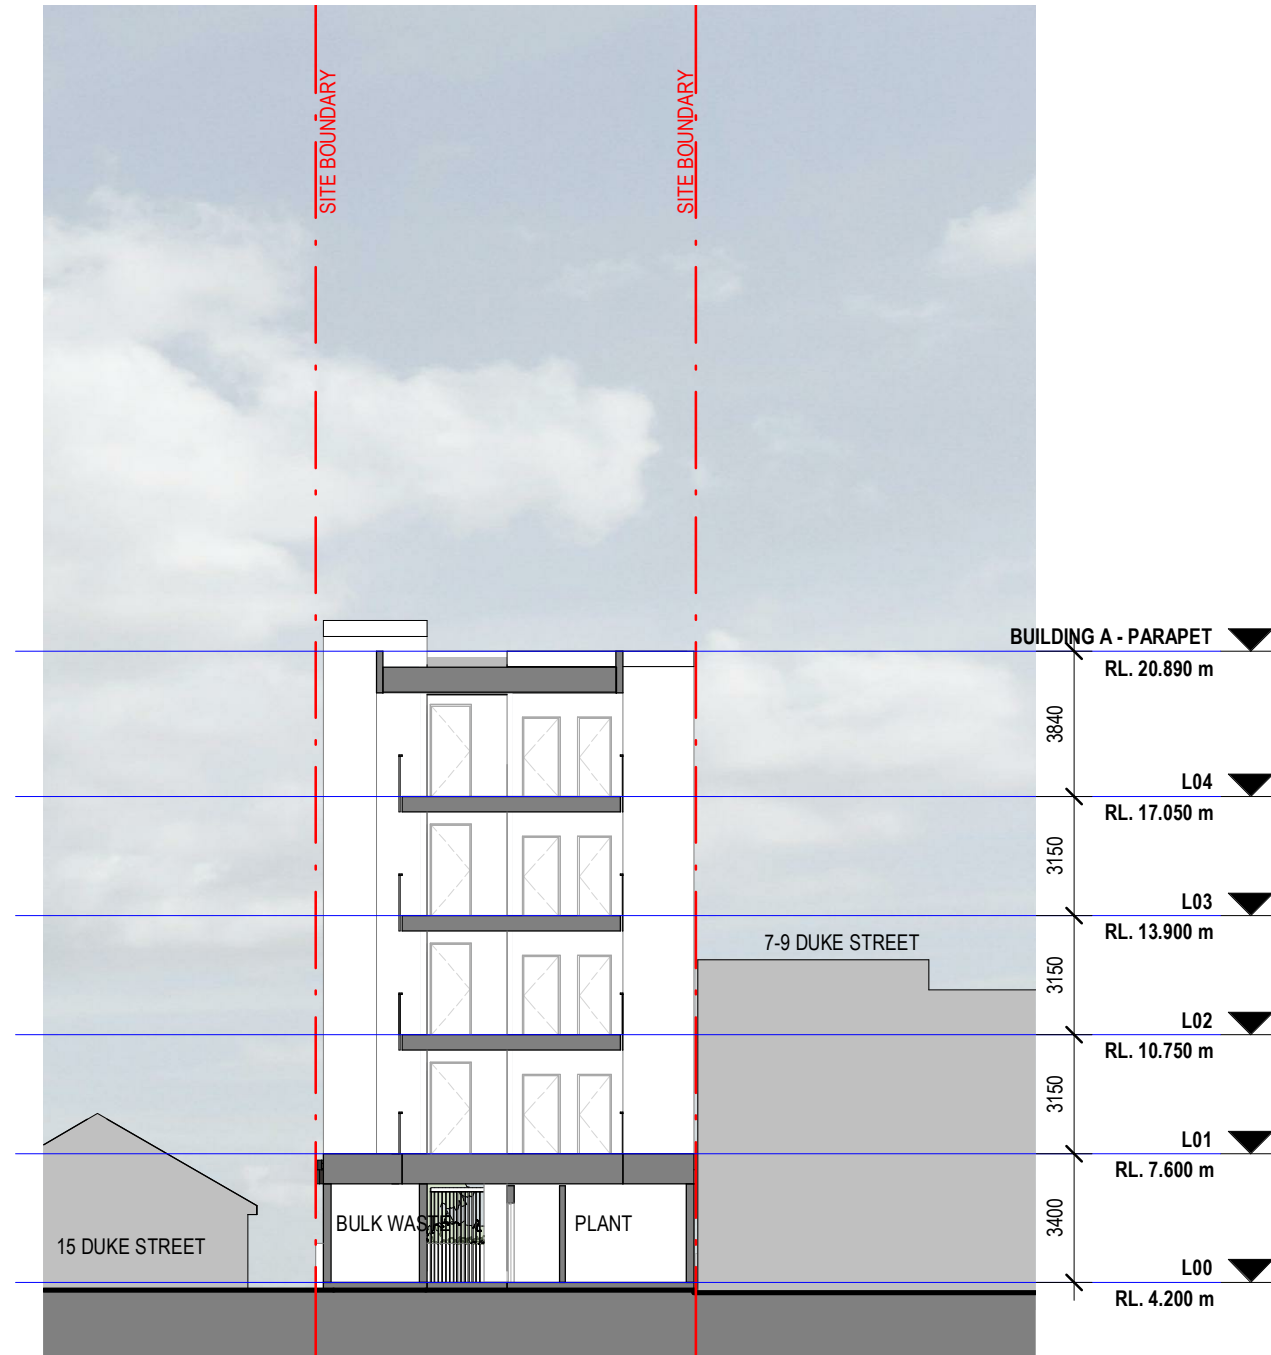 SITE BOUNDARY
SITE BOUNDARY
BUILDING A - PARAPET
RL. 20.890 m
3840
L04
RL. 17.050 m
3150
L03
RL. 13.900 m
7-9 DUKE STREET
3150
L02
RL. 10.750 m
3150
L01
RL. 7.600 m
BULK WASTE
PLANT
3400
15 DUKE STREET
L00
RL. 4.200 m